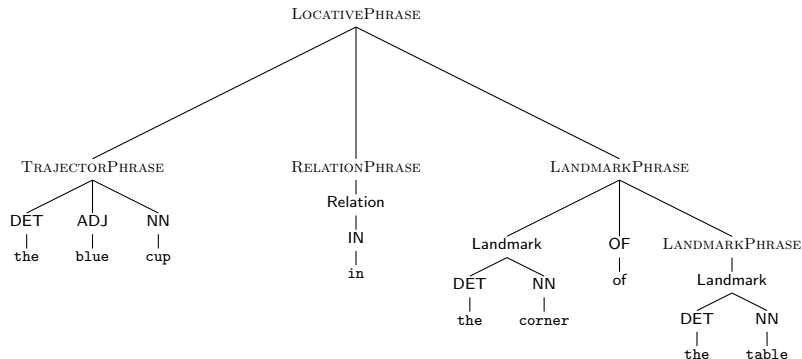 LOCATIVEPHRASE
TRAJECTORPHRASE RELATIONPHRASE LANDMARKPHRASE
DET ADJ NN Relation
the blue cup IN Landmark OF LANDMARKPHRASE
in DET NN of Landmark
the corner DET NN
the table